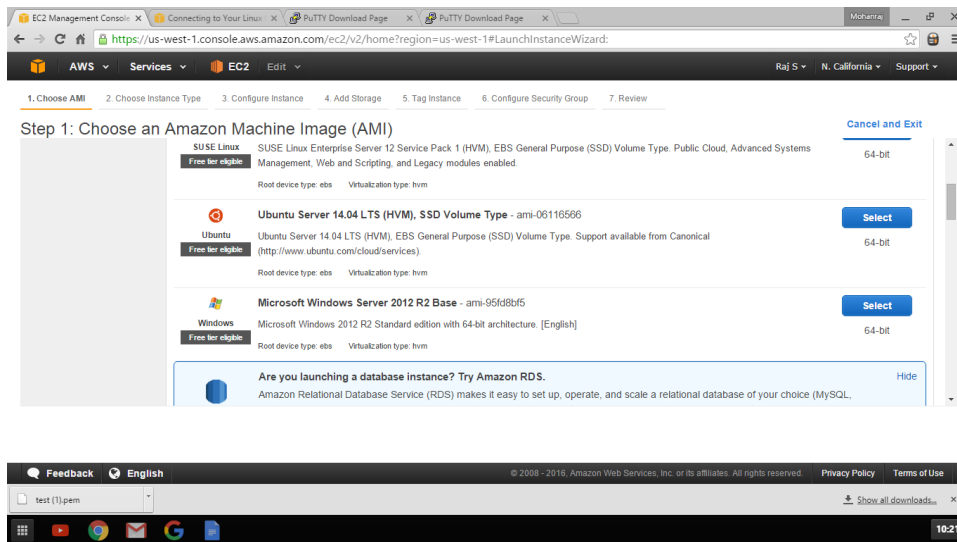 EC2 Management Console
Connecting to Your Linux
PuTTY Download Page
PuTTY Download Page
Mohanraj
https://us-west-1.console.aws.amazon.com/ec2/v2/home?region=us-west-1#LaunchInstanceWizard:
AWS Services EC2 Edit Raj S N. California Support
1. Choose AMI 2. Choose Instance Type 3. Configure Instance 4. Add Storage 5. Tag Instance 6. Configure Security Group 7. Review
Step 1: Choose an Amazon Machine Image (AMI)
Cancel and Exit
SUSE Linux
Free tier eligible
SUSE Linux Enterprise Server 12 Service Pack 1 (HVM), EBS General Purpose (SSD) Volume Type. Public Cloud, Advanced Systems
Management, Web and Scripting, and Legacy modules enabled.
Root device type: ebs Virtualization type: hvm
64-bit
Ubuntu Server 14.04 LTS (HVM), SSD Volume Type - ami-06116566
Ubuntu
Free tier eligible
Ubuntu Server 14.04 LTS (HVM), EBS General Purpose (SSD) Volume Type. Support available from Canonical
(http://www.ubuntu.com/cloud/services).
Root device type: ebs Virtualization type: hvm
Select
64-bit
Microsoft Windows Server 2012 R2 Base - ami-95fd8bf5
Windows
Free tier eligible
Microsoft Windows 2012 R2 Standard edition with 64-bit architecture. [English]
Root device type: ebs Virtualization type: hvm
Select
64-bit
Are you launching a database instance? Try Amazon RDS.
Hide
Amazon Relational Database Service (RDS) makes it easy to set up, operate, and scale a relational database of your choice (MySQL,
Feedback English © 2008 - 2016, Amazon Web Services, Inc. or its affiliates. All rights reserved. Privacy Policy Terms of Use
test (1).pem
Show all downloads...
10:21